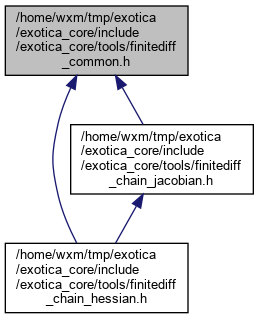 /home/wxm/tmp/exotica
/exotica_core/include
/exotica_core/tools/finitediff
_common.h
/home/wxm/tmp/exotica
/exotica_core/include
/exotica_core/tools/finitediff
_chain_jacobian.h
/home/wxm/tmp/exotica
/exotica_core/include
/exotica_core/tools/finitediff
_chain_hessian.h